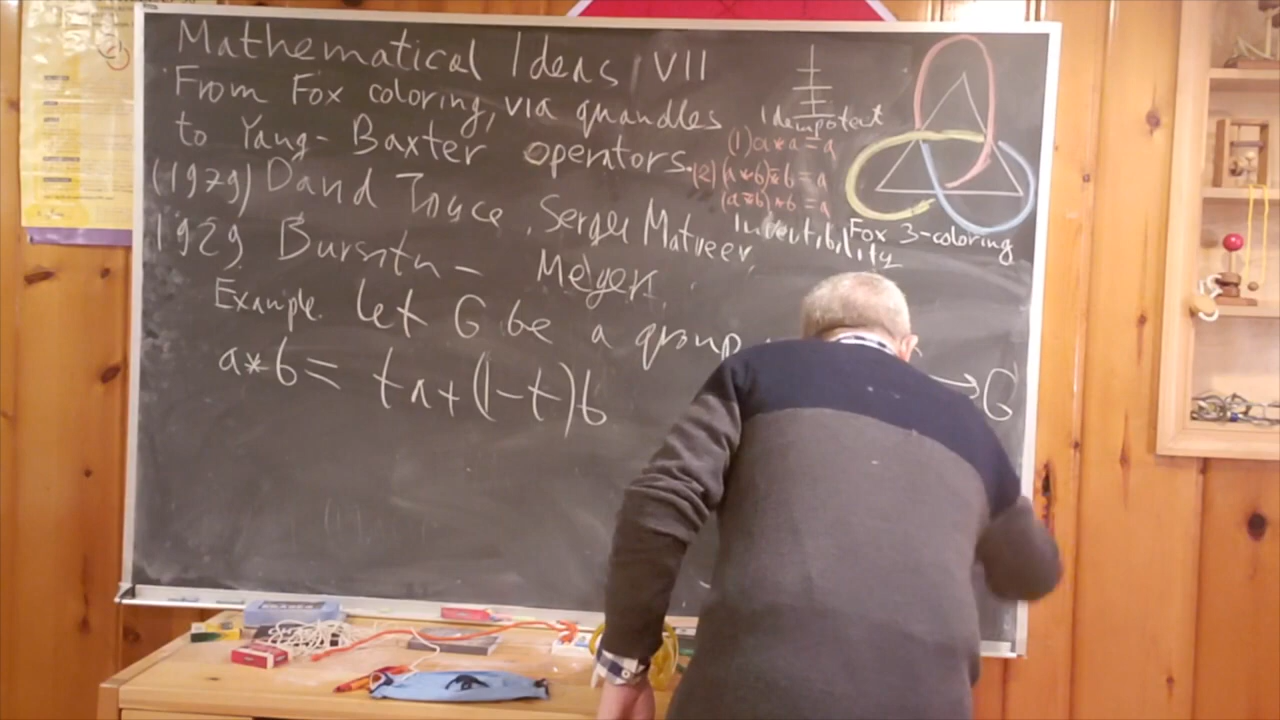 Mathematical Ideas VII
From Fox coloring, via quandles
to Yang-Baxter operators.
(1979) David Joyce, Sergei Matveev,
1929 Burstin - Mayer.
Example. Let G be a group
a*b = ta+(1-t)b
→G
Idempotent
(1) a*a = a
(2) (a*b)*̄b = a
(a*̄b)*b = a
Invertibility
Fox 3-coloring